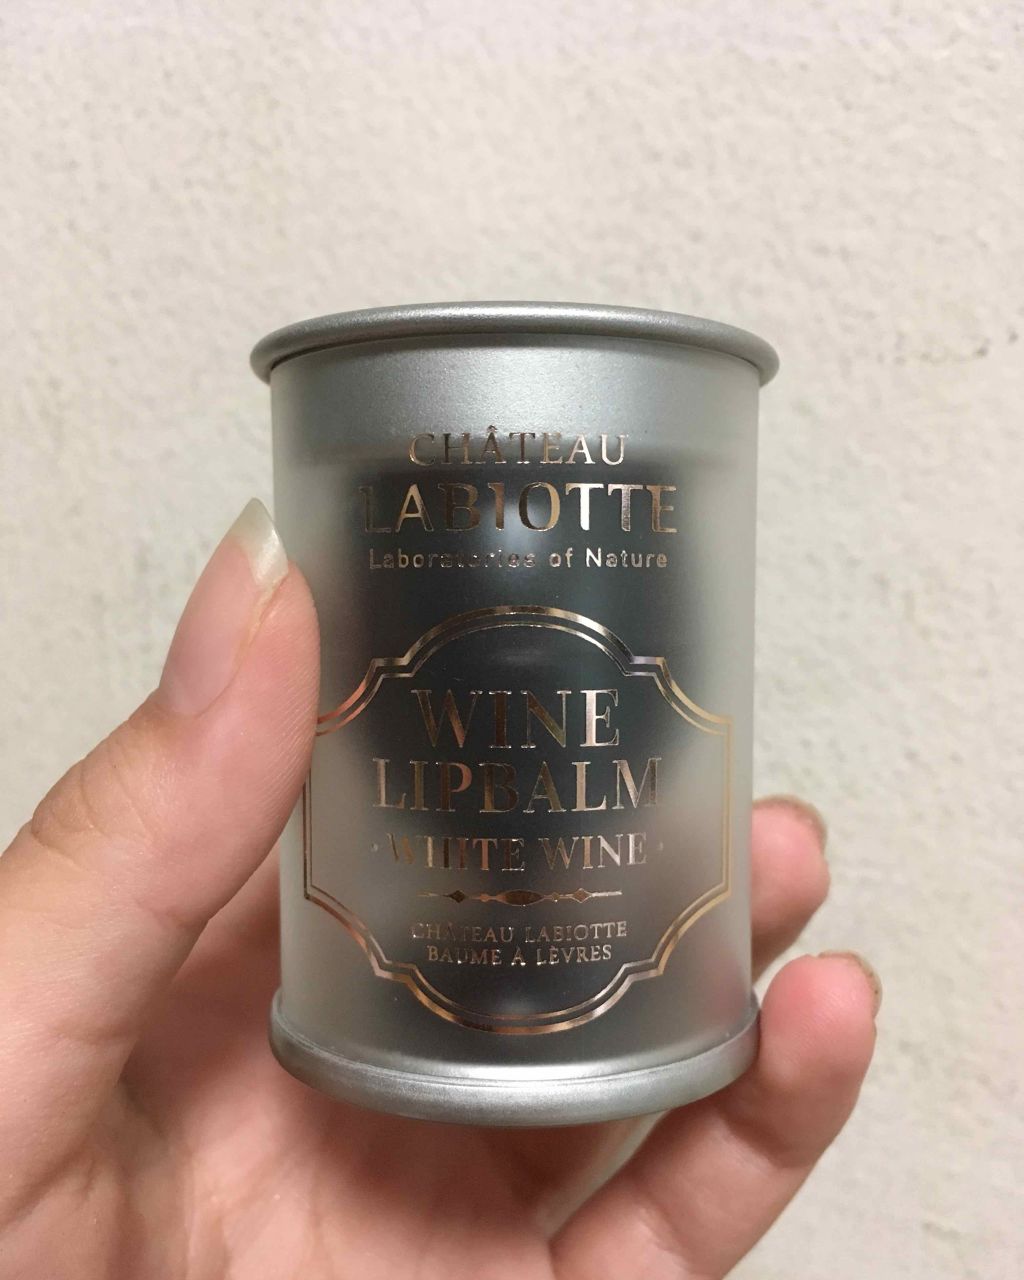 CHÂTEAU
LABIOTTE
Laboratories of Nature
WINE
LIPBALM
· WHITE WINE ·
CHÂTEAU LABIOTTE
BAUME À LÈVRES